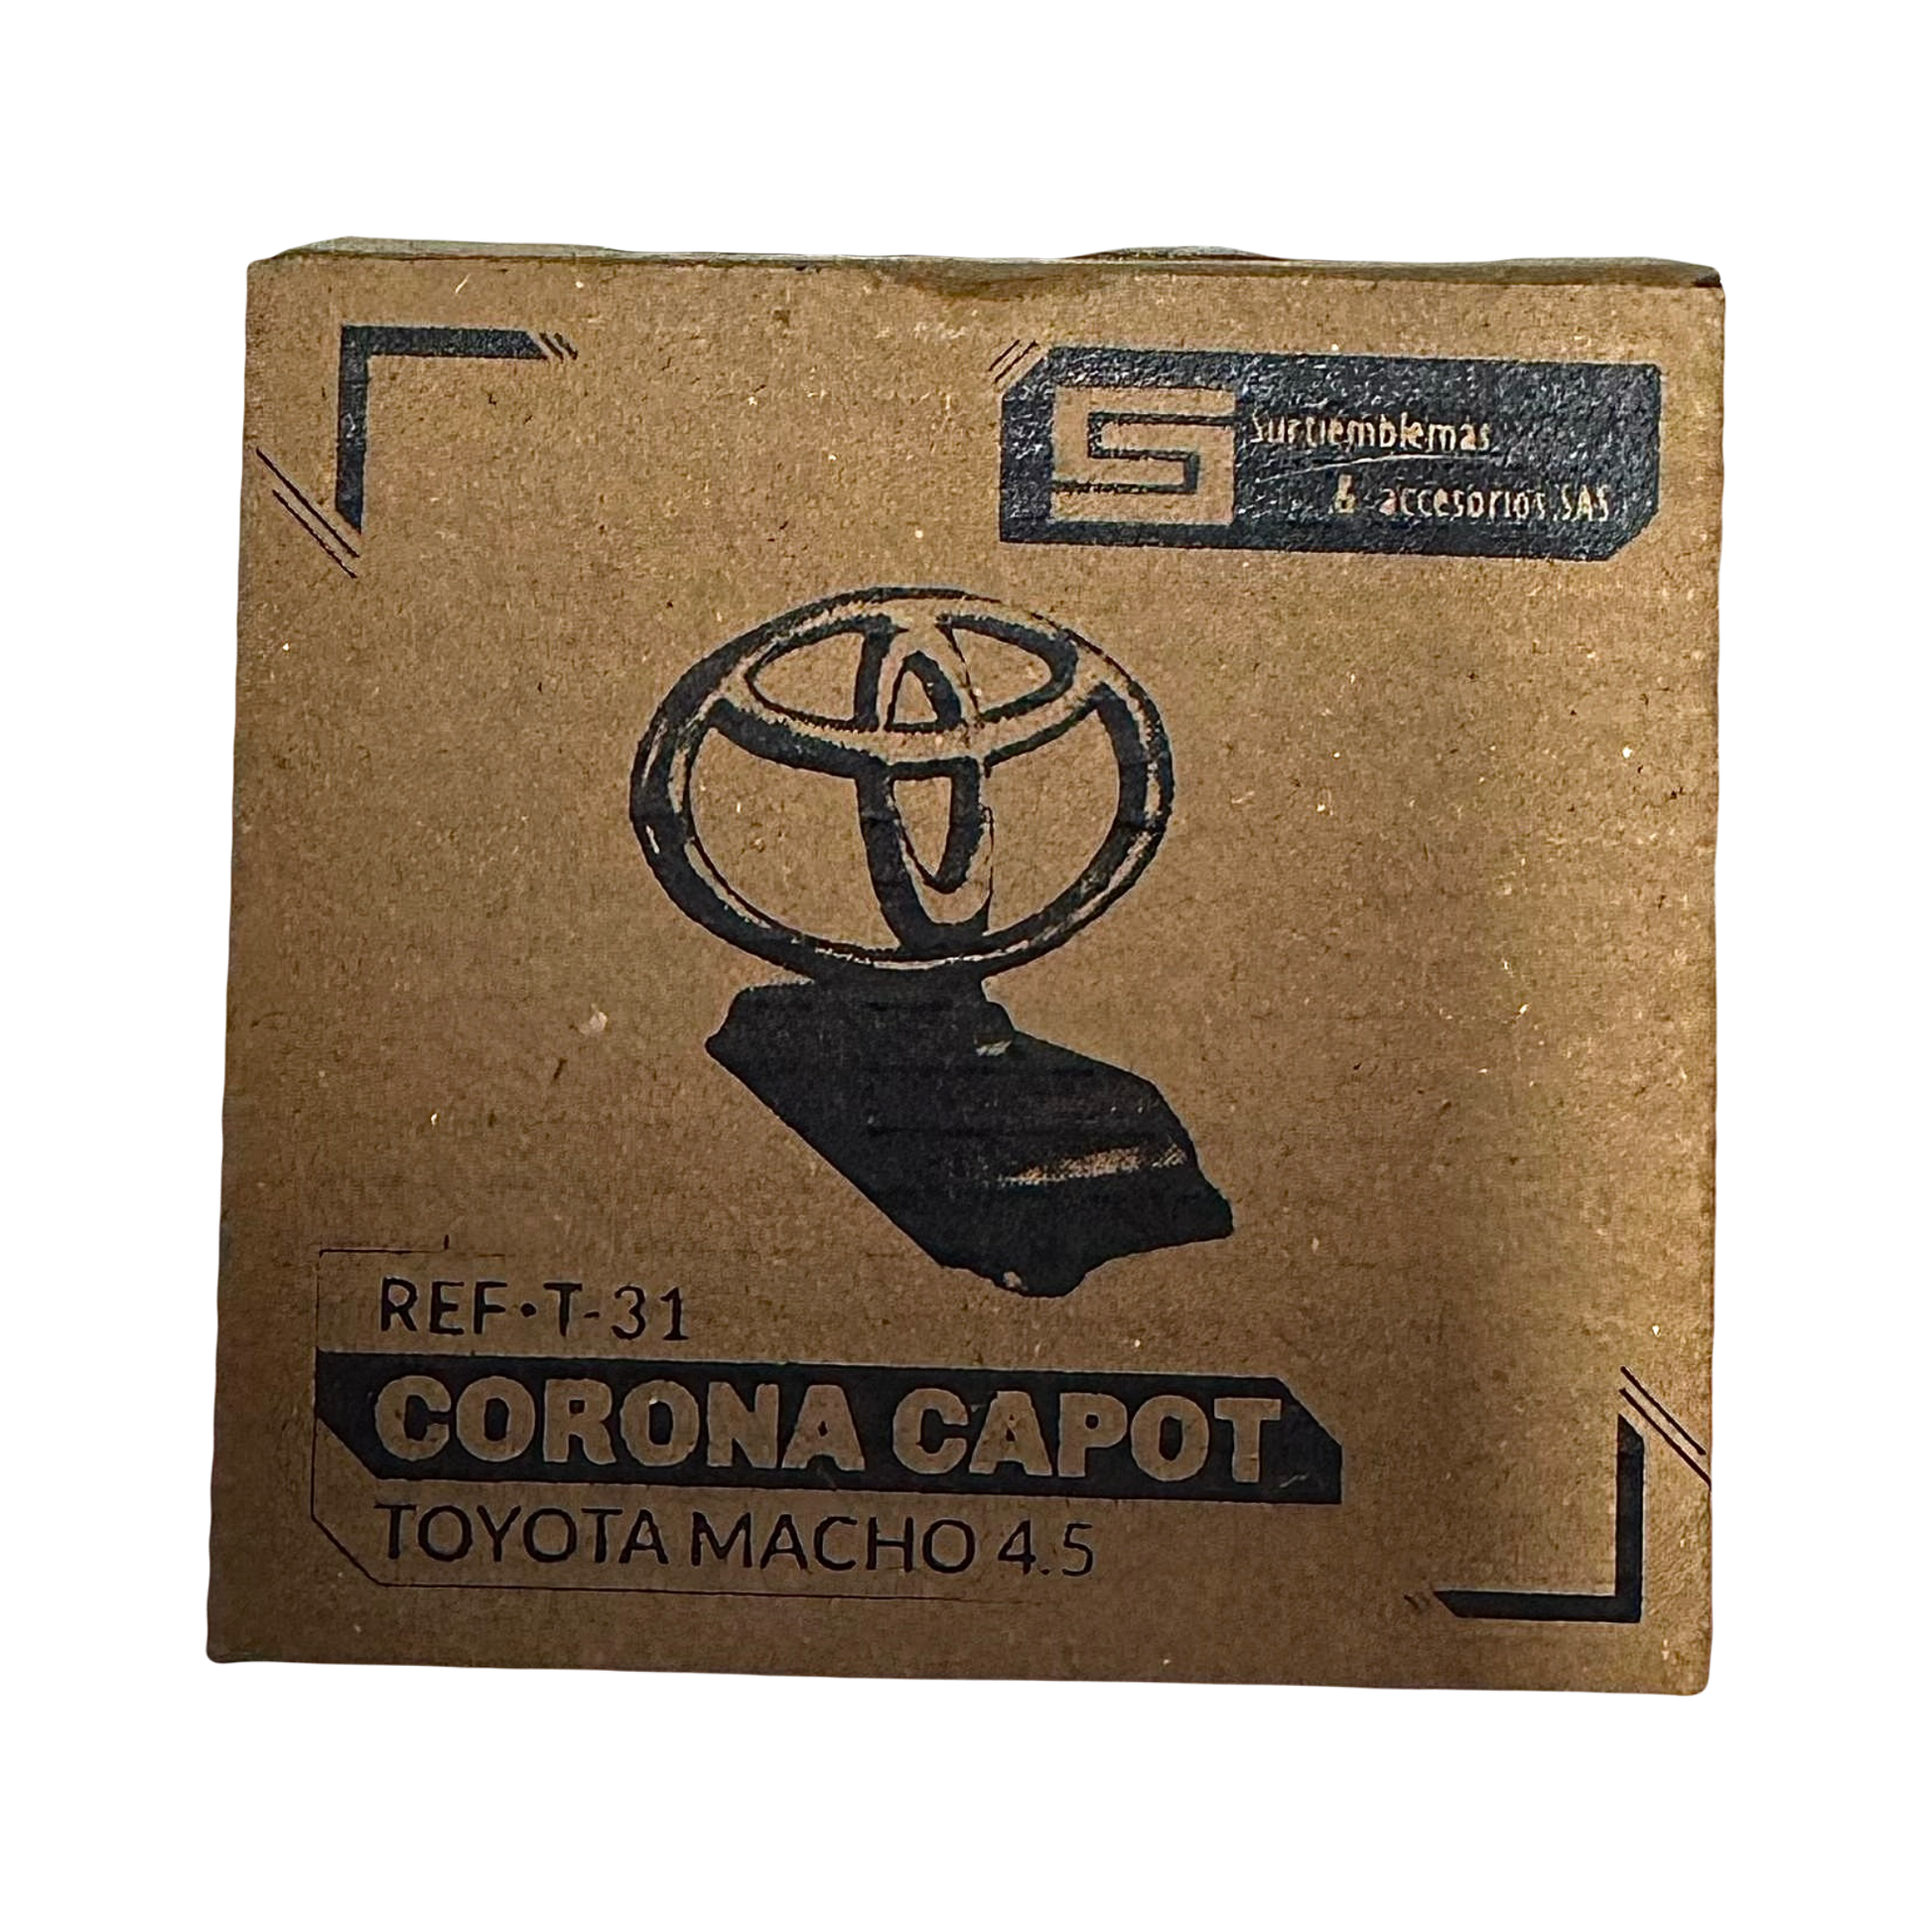 Surtiemblemas
& accesorios SAS
REF•T-31
CORONA CAPOT
TOYOTA MACHO 4.5